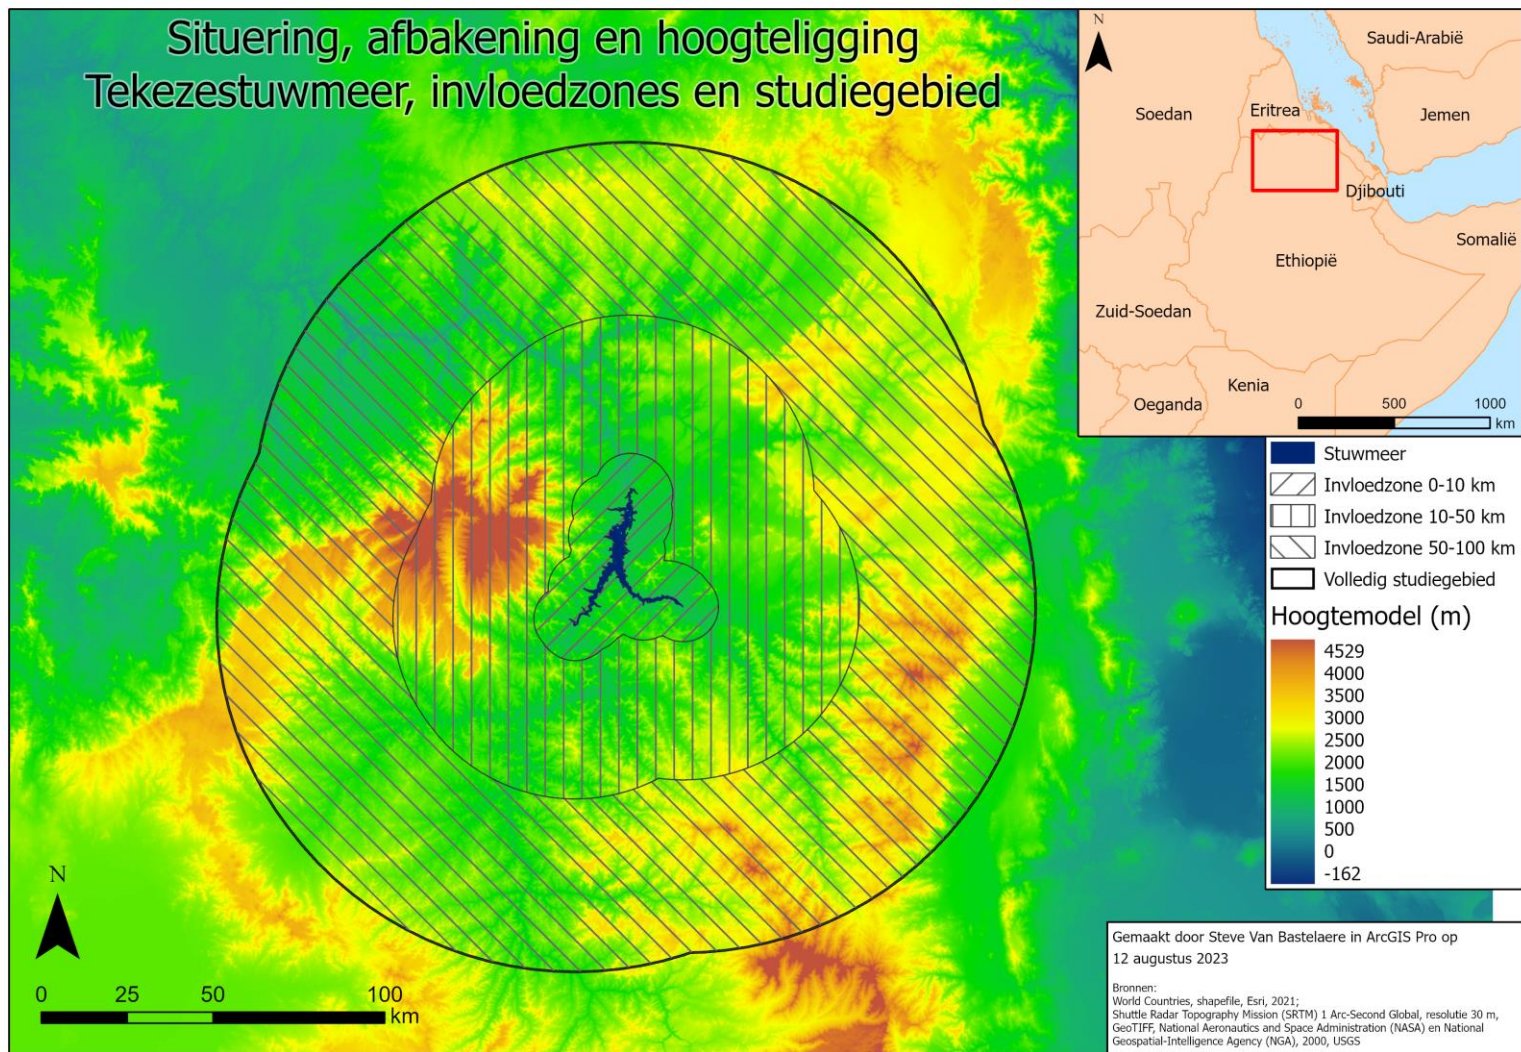 Situering, afbakening en hoogteligging
Tekezestuwmeer, invloedzones en studiegebied
N
Saudi-Arabië
Soedan
Eritrea
Jemen
Djibouti
Somalië
Ethiopië
Zuid-Soedan
Kenia
Oeganda
0 500 1000
km
Stuwmeer
Invloedzone 0-10 km
Invloedzone 10-50 km
Invloedzone 50-100 km
Volledig studiegebied
Hoogtemodel (m)
4529
4000
3500
3000
2500
2000
1500
1000
500
0
-162
N
0 25 50 100
km
Gemaakt door Steve Van Bastelaere in ArcGIS Pro op
12 augustus 2023
Bronnen:
World Countries, shapefile, Esri, 2021;
Shuttle Radar Topography Mission (SRTM) 1 Arc-Second Global, resolutie 30 m,
GeoTIFF, National Aeronautics and Space Administration (NASA) en National
Geospatial-Intelligence Agency (NGA), 2000, USGS